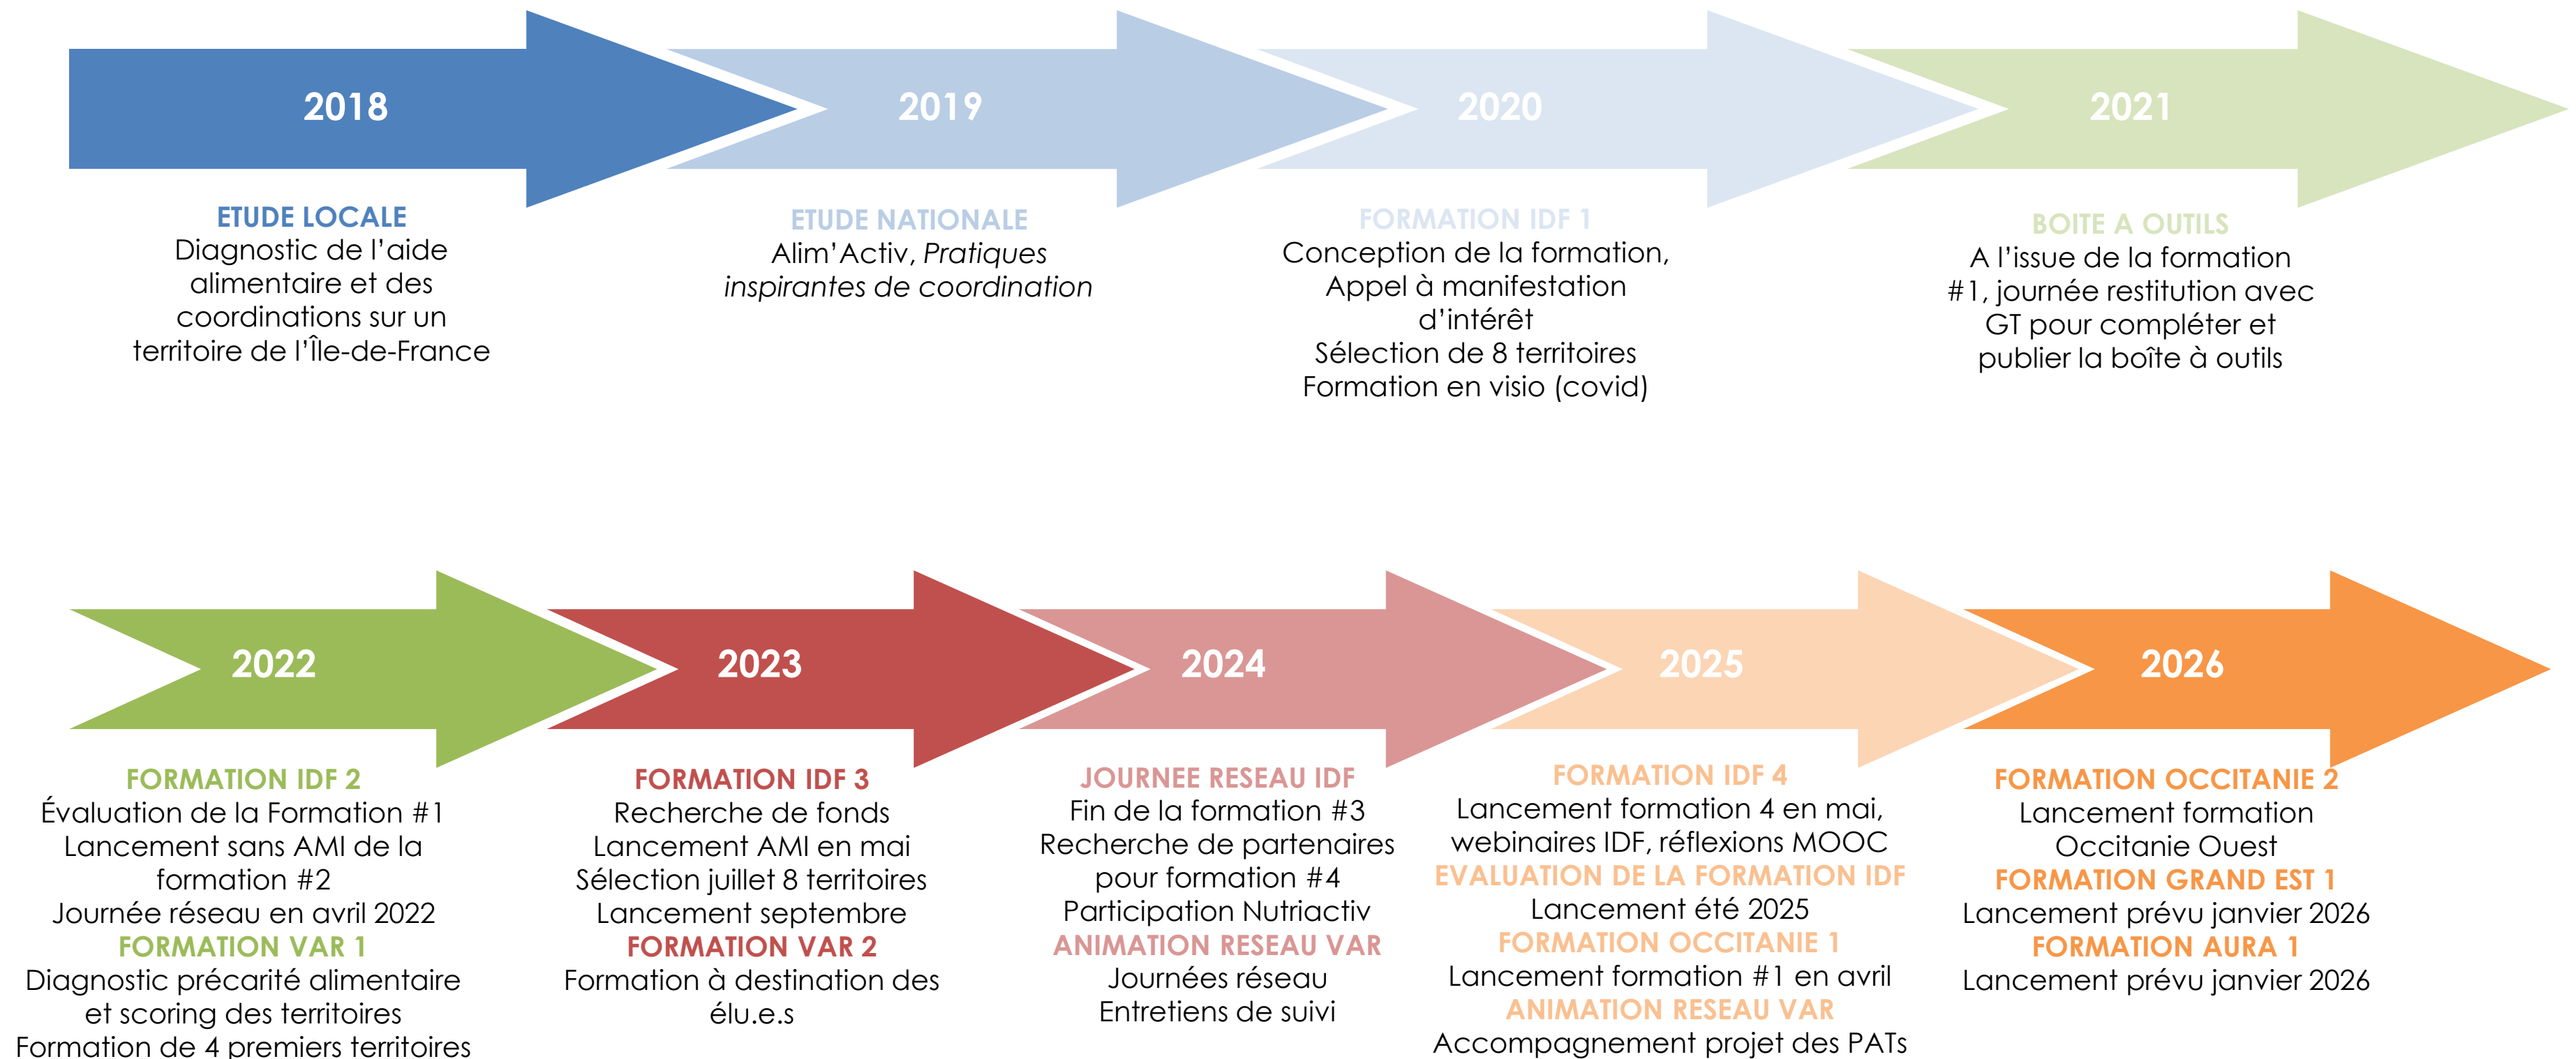 2018
2019
2020
2021
ETUDE LOCALE
Diagnostic de l’aide
alimentaire et des
coordinations sur un
territoire de l’Île-de-France
ETUDE NATIONALE
Alim’Activ, Pratiques
inspirantes de coordination
FORMATION IDF 1
Conception de la formation,
Appel à manifestation
d’intérêt
Sélection de 8 territoires
Formation en visio (covid)
BOITE A OUTILS
A l’issue de la formation
#1, journée restitution avec
GT pour compléter et
publier la boîte à outils
2022
2023
2024
2025
2026
FORMATION IDF 2
Évaluation de la Formation #1
Lancement sans AMI de la
formation #2
Journée réseau en avril 2022
FORMATION VAR 1
Diagnostic précarité alimentaire
et scoring des territoires
Formation de 4 premiers territoires
FORMATION IDF 3
Recherche de fonds
Lancement AMI en mai
Sélection juillet 8 territoires
Lancement septembre
FORMATION VAR 2
Formation à destination des
élu.e.s
JOURNEE RESEAU IDF
Fin de la formation #3
Recherche de partenaires
pour formation #4
Participation Nutriactiv
ANIMATION RESEAU VAR
Journées réseau
Entretiens de suivi
FORMATION IDF 4
Lancement formation 4 en mai,
webinaires IDF, réflexions MOOC
EVALUATION DE LA FORMATION IDF
Lancement été 2025
FORMATION OCCITANIE 1
Lancement formation #1 en avril
ANIMATION RESEAU VAR
Accompagnement projet des PATs
FORMATION OCCITANIE 2
Lancement formation
Occitanie Ouest
FORMATION GRAND EST 1
Lancement prévu janvier 2026
FORMATION AURA 1
Lancement prévu janvier 2026